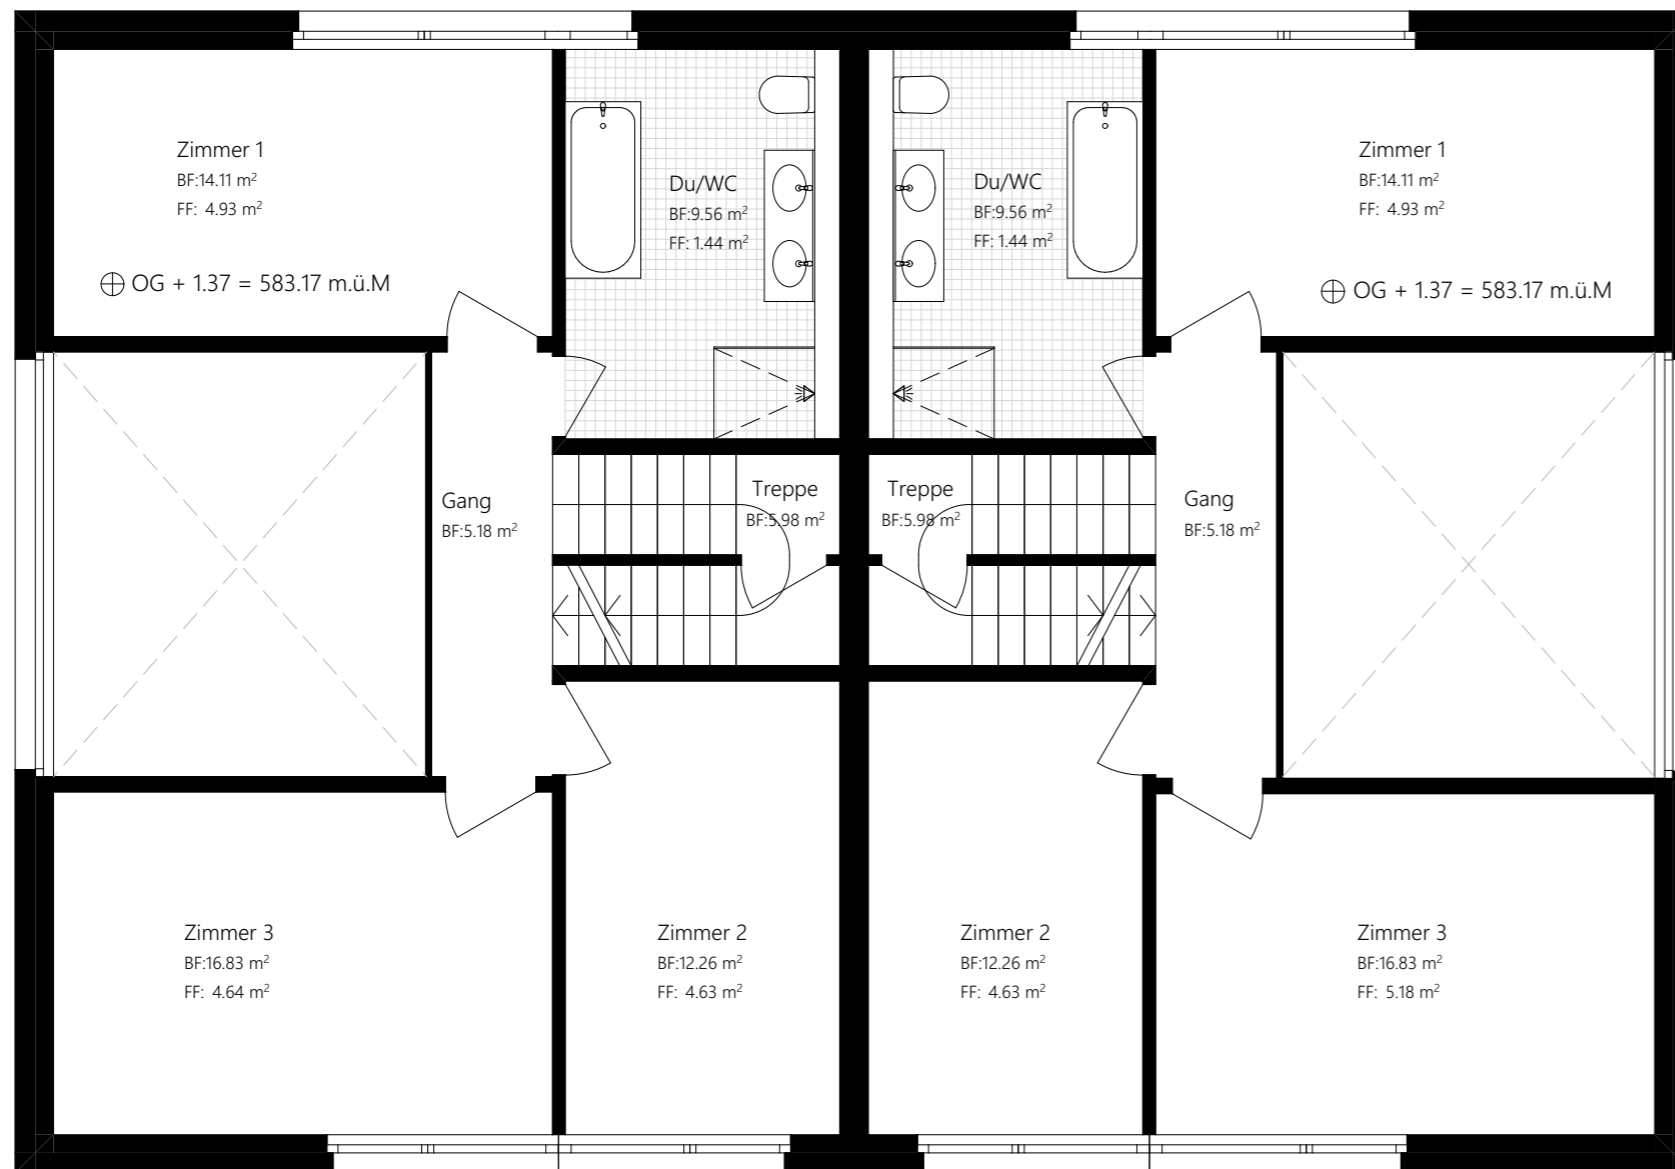 Zimmer 1
BF:14.11 m²
FF: 4.93 m²
OG + 1.37 = 583.17 m.ü.M
Du/WC
BF:9.56 m²
FF: 1.44 m²
Du/WC
BF:9.56 m²
FF: 1.44 m²
Zimmer 1
BF:14.11 m²
FF: 4.93 m²
OG + 1.37 = 583.17 m.ü.M
Gang
BF:5.18 m²
Treppe
BF:5.98 m²
Treppe
BF:5.98 m²
Gang
BF:5.18 m²
Zimmer 3
BF:16.83 m²
FF: 4.64 m²
Zimmer 2
BF:12.26 m²
FF: 4.63 m²
Zimmer 2
BF:12.26 m²
FF: 4.63 m²
Zimmer 3
BF:16.83 m²
FF: 5.18 m²